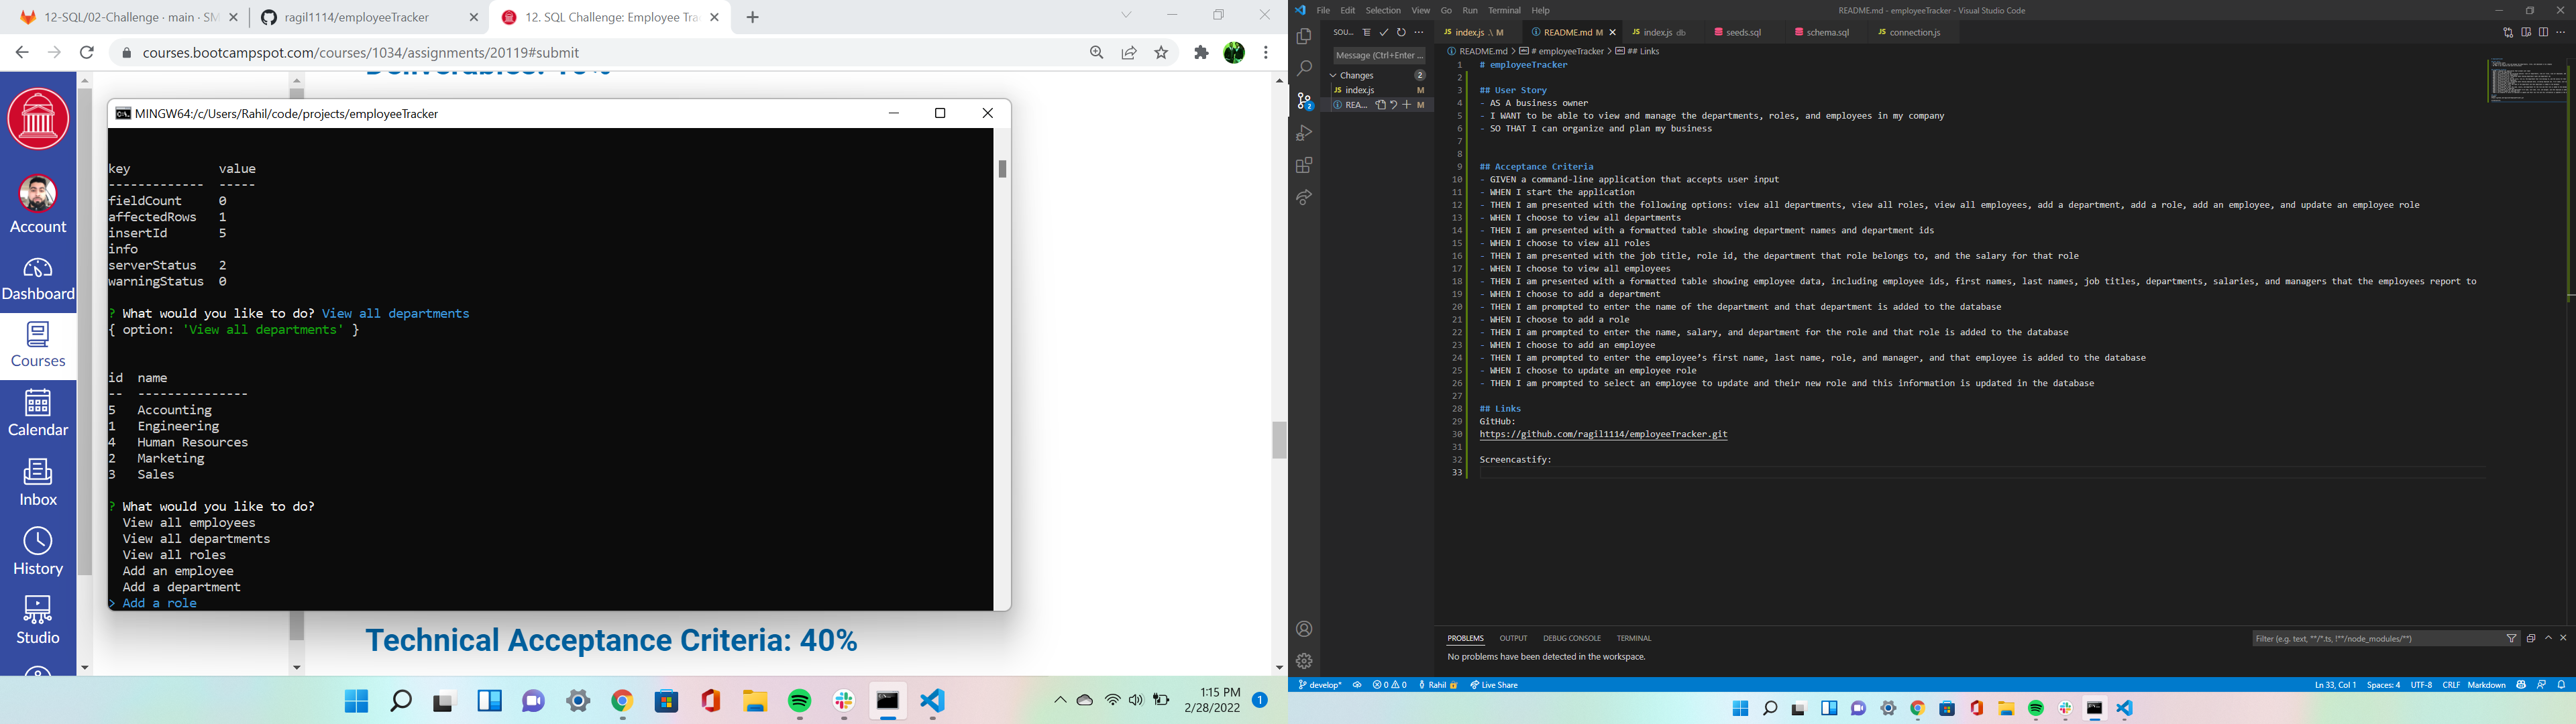 12-SQL/02-Challenge · main · SM
ragil1114/employeeTracker
12. SQL Challenge: Employee Tra
courses.bootcampspot.com/courses/1034/assignments/20119#submit
Account
Dashboard
Courses
Calendar
Inbox
History
Studio
MINGW64:/c/Users/Rahil/code/projects/employeeTracker
key value
------------- -----
fieldCount 0
affectedRows 1
insertId 5
info
serverStatus 2
warningStatus 0
? What would you like to do? View all departments
{ option: 'View all departments' }
id name
-- ---------------
5 Accounting
1 Engineering
4 Human Resources
2 Marketing
3 Sales
? What would you like to do?
View all employees
View all departments
View all roles
Add an employee
Add a department
> Add a role
Technical Acceptance Criteria: 40%
1:15 PM
2/28/2022
1
File Edit Selection View Go Run Terminal Help
README.md - employeeTracker - Visual Studio Code
SOU...
Message (Ctrl+Enter ...
Changes 2
JS index.js M
REA... M
2
JS index.js .\ M
README.md M
JS index.js db
seeds.sql
schema.sql
JS connection.js
README.md > # employeeTracker > ## Links
1 # employeeTracker
2
3 ## User Story
4 - AS A business owner
5 - I WANT to be able to view and manage the departments, roles, and employees in my company
6 - SO THAT I can organize and plan my business
7
8
9 ## Acceptance Criteria
10 - GIVEN a command-line application that accepts user input
11 - WHEN I start the application
12 - THEN I am presented with the following options: view all departments, view all roles, view all employees, add a department, add a role, add an employee, and update an employee role
13 - WHEN I choose to view all departments
14 - THEN I am presented with a formatted table showing department names and department ids
15 - WHEN I choose to view all roles
16 - THEN I am presented with the job title, role id, the department that role belongs to, and the salary for that role
17 - WHEN I choose to view all employees
18 - THEN I am presented with a formatted table showing employee data, including employee ids, first names, last names, job titles, departments, salaries, and managers that the employees report to
19 - WHEN I choose to add a department
20 - THEN I am prompted to enter the name of the department and that department is added to the database
21 - WHEN I choose to add a role
22 - THEN I am prompted to enter the name, salary, and department for the role and that role is added to the database
23 - WHEN I choose to add an employee
24 - THEN I am prompted to enter the employee’s first name, last name, role, and manager, and that employee is added to the database
25 - WHEN I choose to update an employee role
26 - THEN I am prompted to select an employee to update and their new role and this information is updated in the database
27
28 ## Links
29 GitHub:
30 https://github.com/ragil1114/employeeTracker.git
31
32 Screencastify:
33
PROBLEMS OUTPUT DEBUG CONSOLE TERMINAL
Filter (e.g. text, **/*.ts, !**/node_modules/**)
No problems have been detected in the workspace.
develop* 0 0 Rahil Live Share
Ln 33, Col 1 Spaces: 4 UTF-8 CRLF Markdown